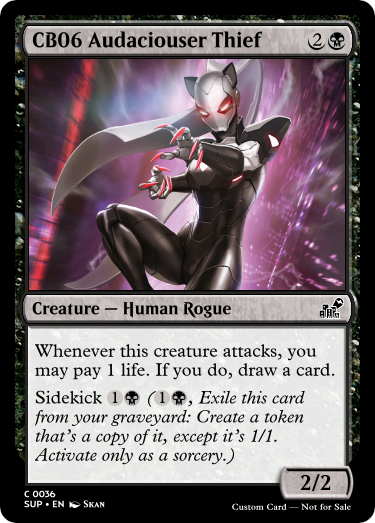 CB06 Audaciouser Thief 2
Creature — Human Rogue
Whenever this creature attacks, you
may pay 1 life. If you do, draw a card.
Sidekick 1 (1, Exile this card
from your graveyard: Create a token
that's a copy of it, except it's 1/1.
Activate only as a sorcery.)
2/2
C 0036
SUP • EN SKAN
Custom Card — Not for Sale